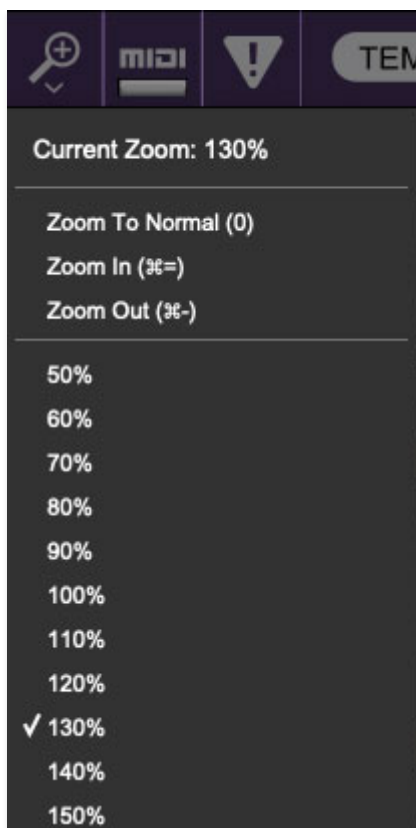 MIDI
TEM
Current Zoom: 130%
Zoom To Normal (0)
Zoom In (⌘=)
Zoom Out (⌘-)
50%
60%
70%
80%
90%
100%
110%
120%
✓ 130%
140%
150%